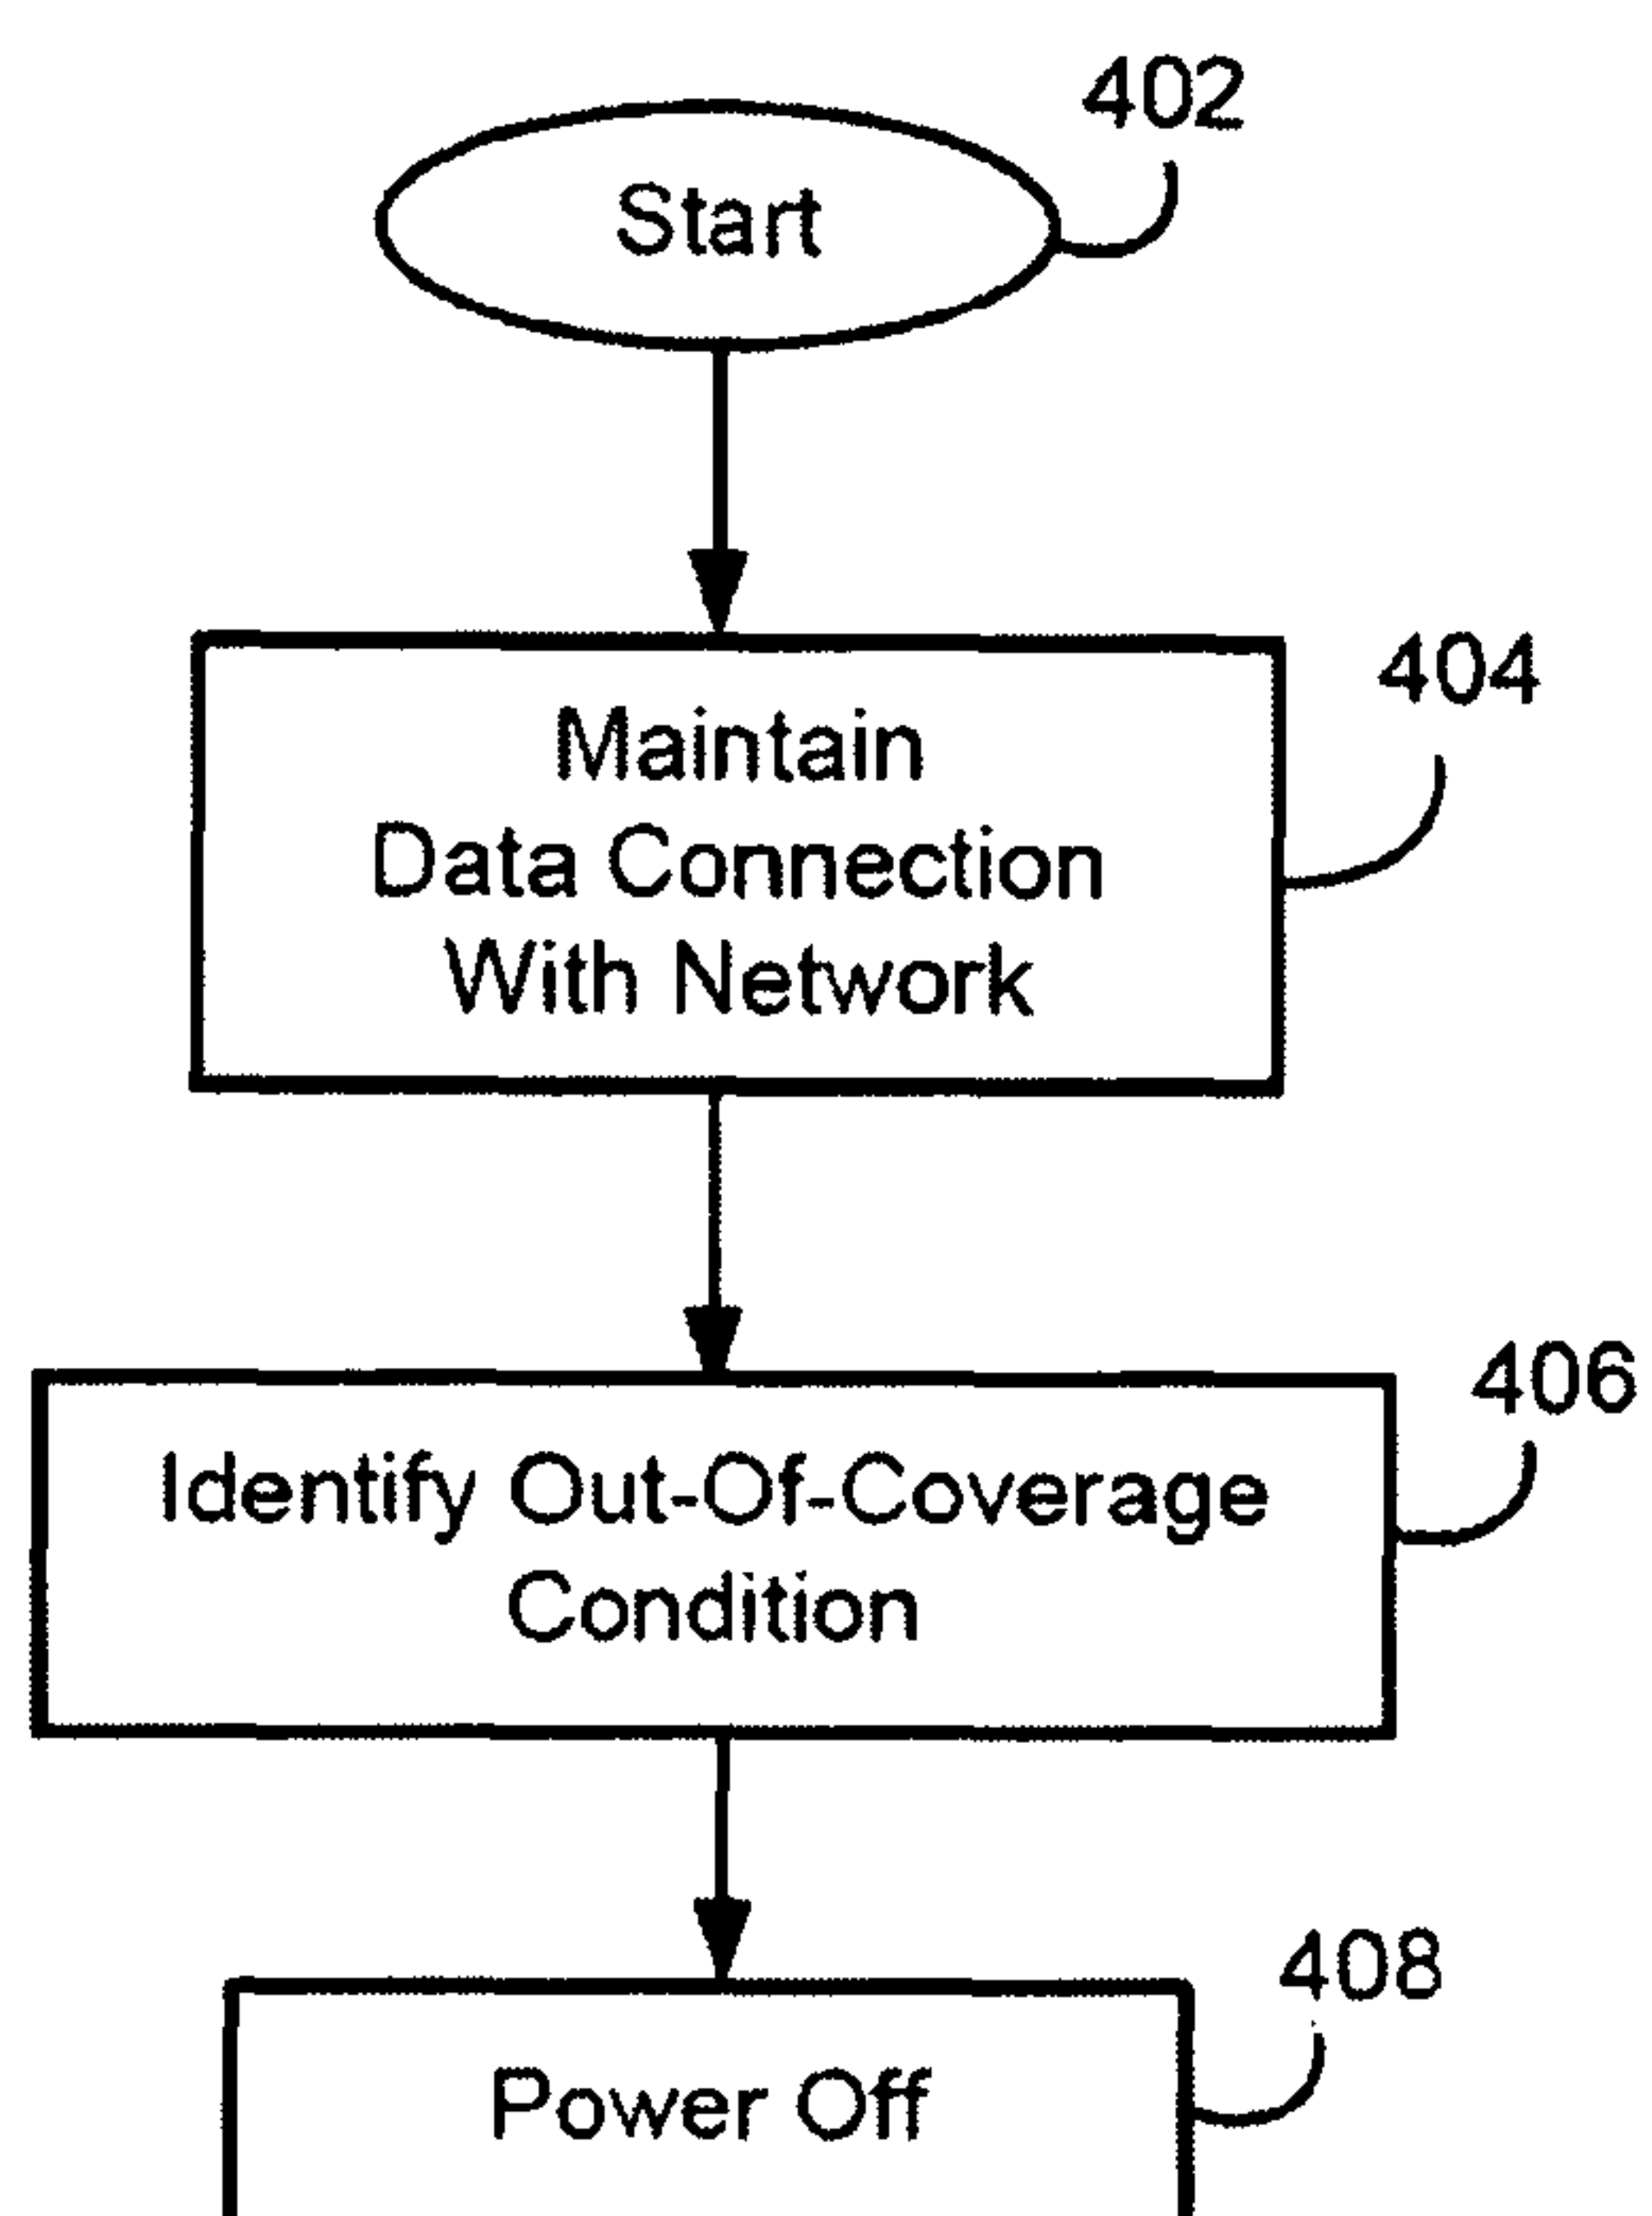 402
Start
404
Maintain
Data Connection
With Network
406
Identify Out-Of-Coverage
Condition
408
Power Off